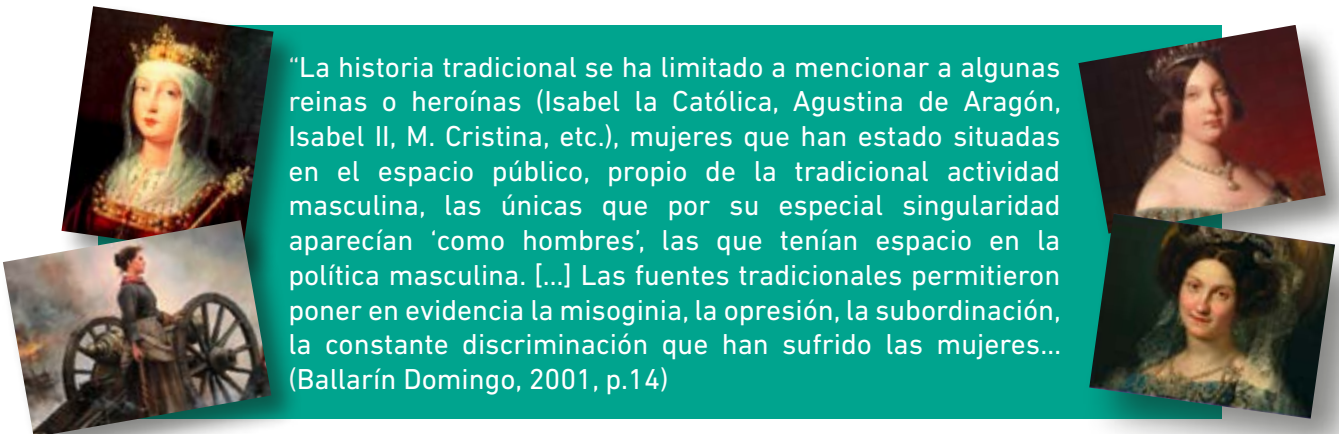 “La historia tradicional se ha limitado a mencionar a algunas
reinas o heroínas (Isabel la Católica, Agustina de Aragón,
Isabel II, M. Cristina, etc.), mujeres que han estado situadas
en el espacio público, propio de la tradicional actividad
masculina, las únicas que por su especial singularidad
aparecían ‘como hombres’, las que tenían espacio en la
política masculina. [...] Las fuentes tradicionales permitieron
poner en evidencia la misoginia, la opresión, la subordinación,
la constante discriminación que han sufrido las mujeres...
(Ballarín Domingo, 2001, p.14)